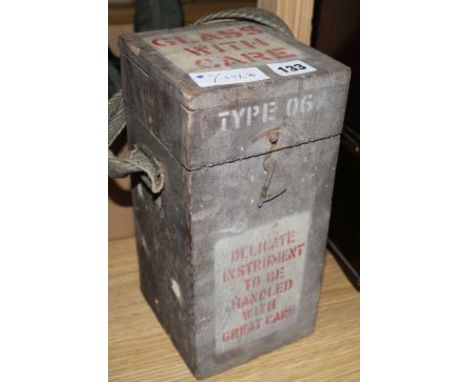 GLASS
WITH
CARE
133
TYPE 06
DELICATE
INSTRUMENT
TO BE
HANDLED
WITH
GREAT CARE